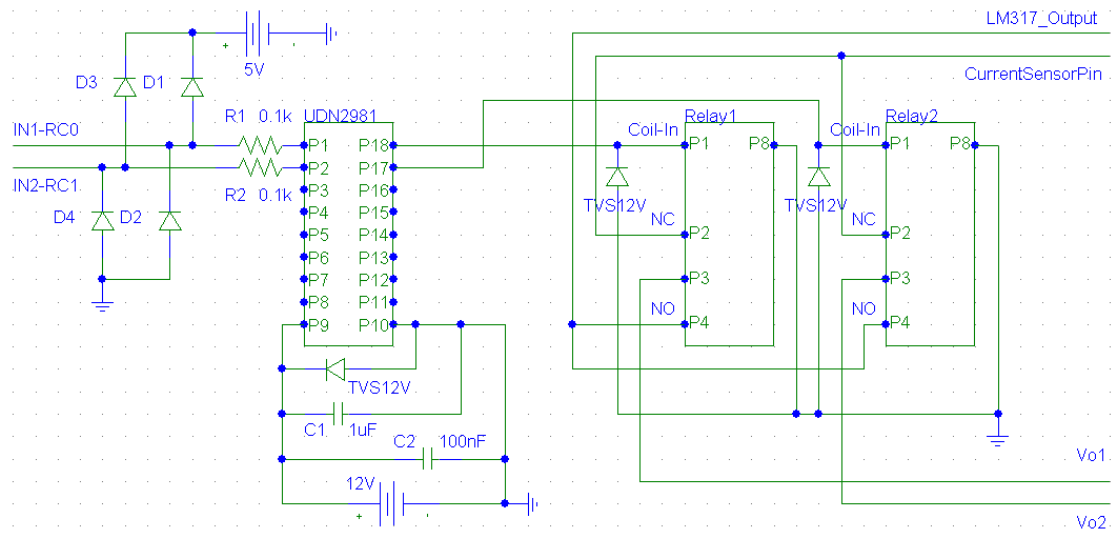 LM317_Output
+ -
5V
CurrentSensorPin
D3 D1
R1 0.1k
UDN2981
Relay1
Relay2
IN1-RC0
Coil-In
Coil-In
P1 P18
P1 P8
P1 P8
P2 P17
IN2-RC1
R2 0.1k
P3 P16
TVS12V
TVS12V
D4 D2
P4 P15
NC
NC
P5 P14
P2
P2
P6 P13
P7 P12
P3
P3
P8 P11
NO
NO
P9 P10
P4
P4
TVS12V
C1 1uF
C2 100nF
Vo1
12V
+ -
Vo2